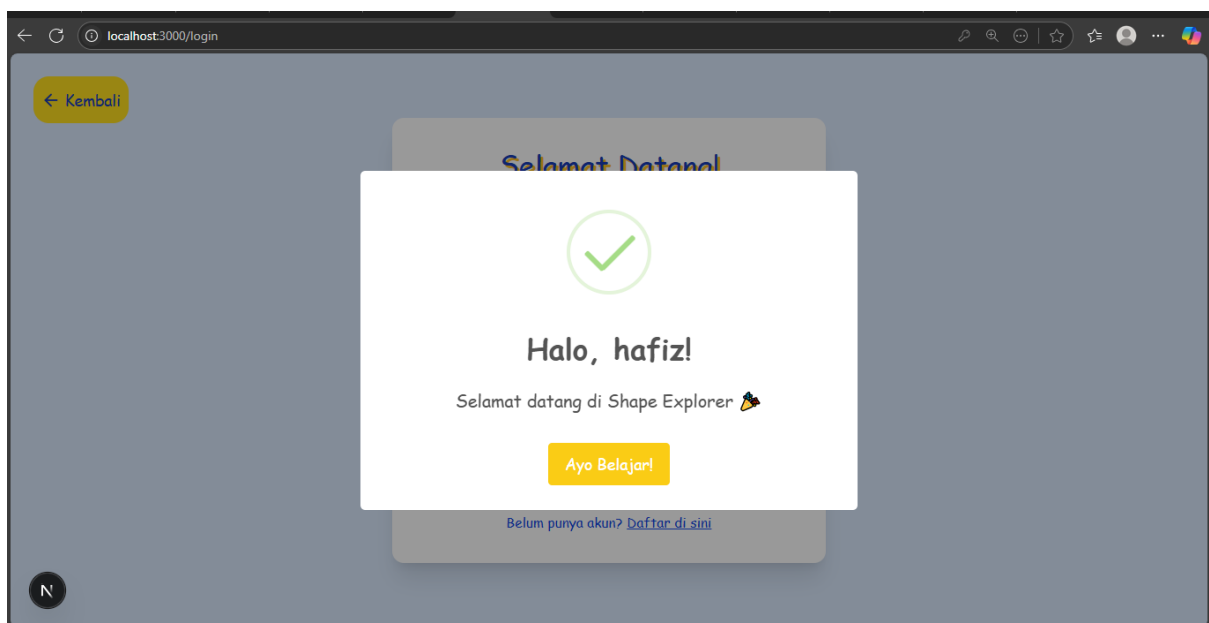 localhost:3000/login
← Kembali
Selamat Datang!
Halo, hafiz!
Selamat datang di Shape Explorer 🎉
Ayo Belajar!
Belum punya akun? Daftar di sini
N